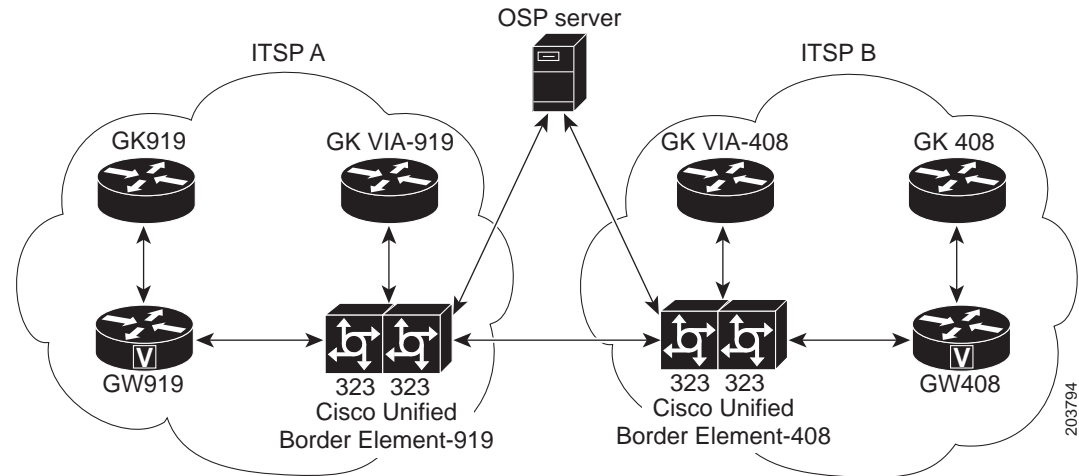 OSP server
ITSP A
ITSP B
GK919
GK VIA-919
GK VIA-408
GK 408
V
GW919
323 323
Cisco Unified
Border Element-919
323 323
Cisco Unified
Border Element-408
V
GW408
203794